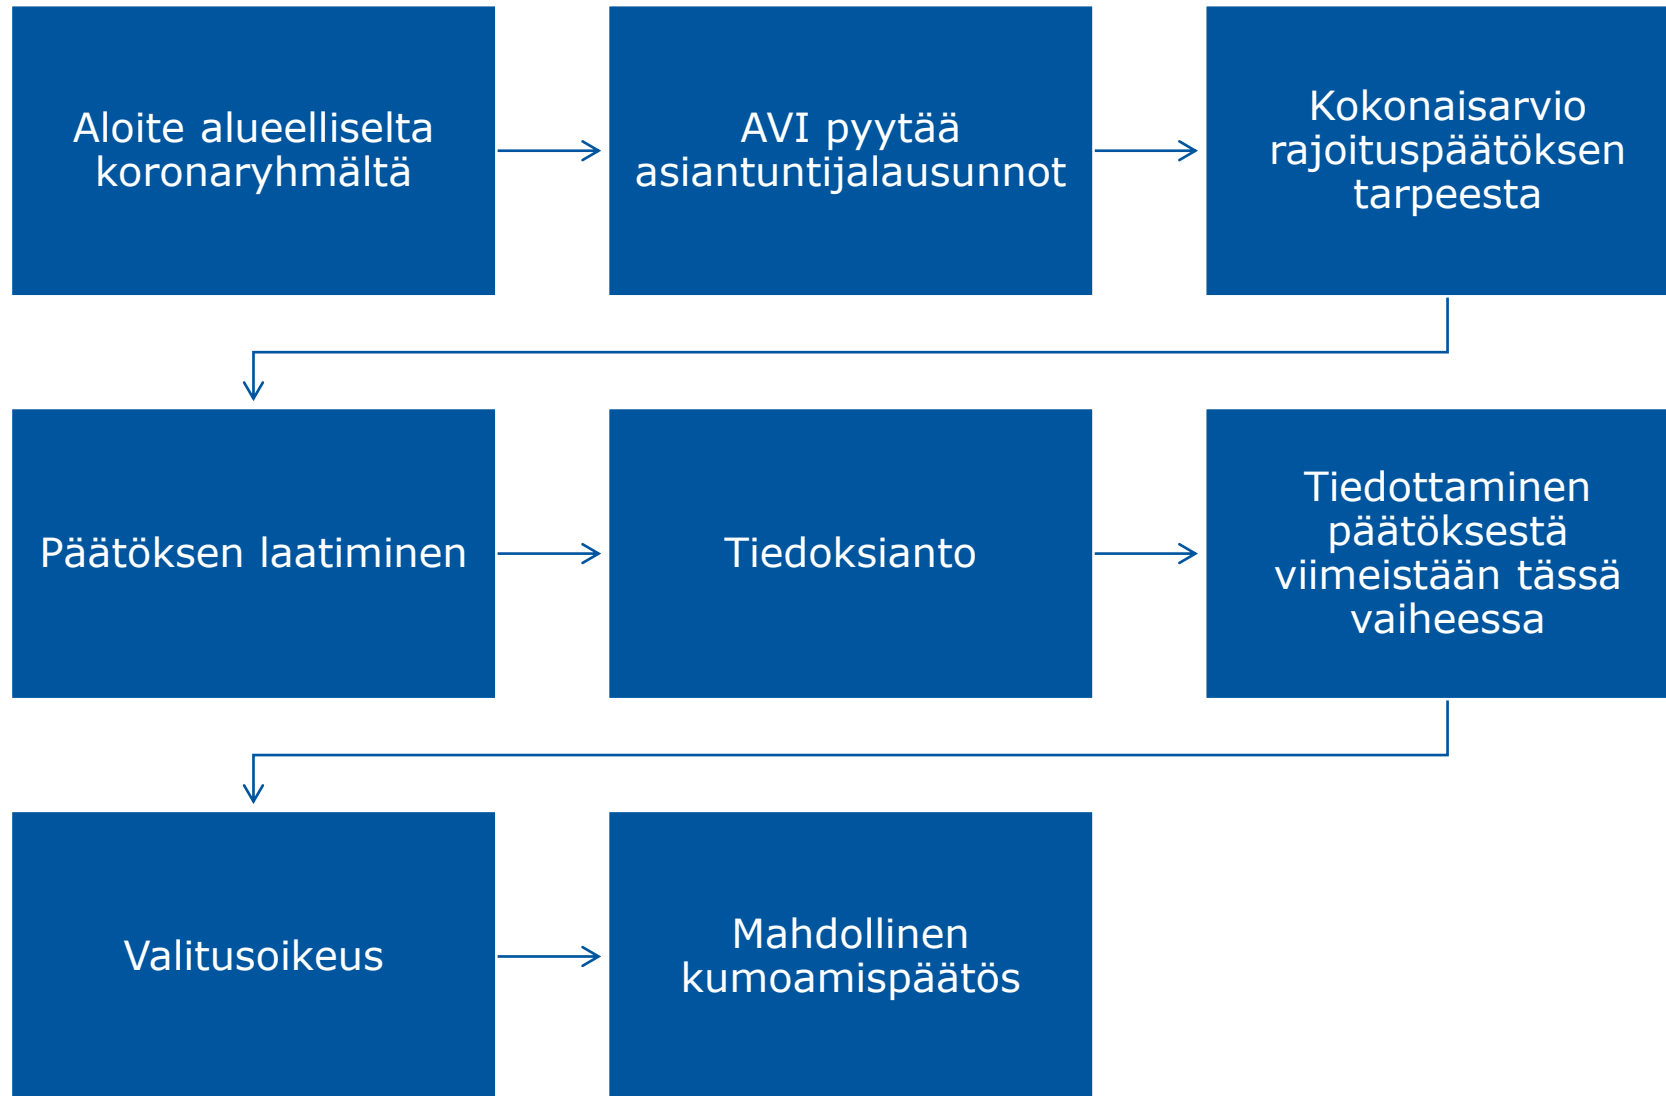 Aloite alueelliselta
koronaryhmältä
AVI pyytää
asiantuntijalausunnot
Kokonaisarvio
rajoituspäätöksen
tarpeesta
Päätöksen laatiminen
Tiedoksianto
Tiedottaminen
päätöksestä
viimeistään tässä
vaiheessa
Valitusoikeus
Mahdollinen
kumoamispäätös